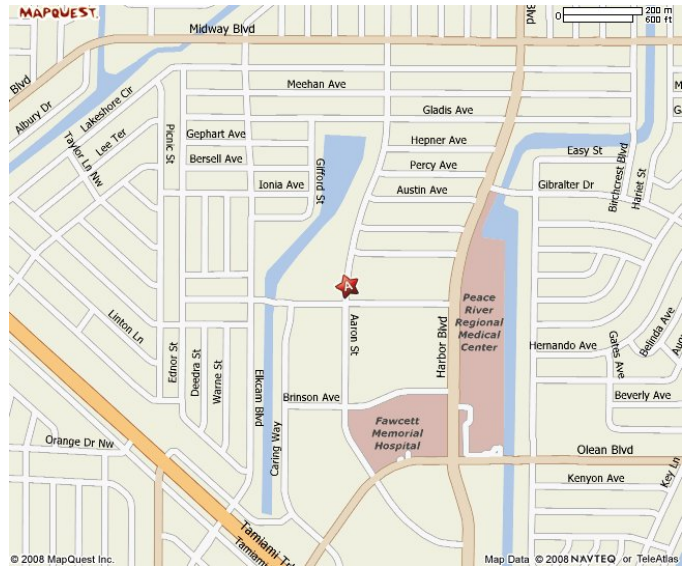 MAPQUEST.
200 m
600 ft
Midway Blvd
Blvd
Albury Dr
Lakeshore Cir
Lee Ter
Taylor Ln Nw
Picnic St
Meehan Ave
Gladis Ave
Gephart Ave
Bersell Ave
Ionia Ave
Gifford St
Hepner Ave
Percy Ave
Austin Ave
Easy St
Gibralter Dr
Birchcrest Blvd
Hariet St
A
Linton Ln
Ednor St
Deedra St
Warne St
Elkcam Blvd
Caring Way
Aaron St
Brinson Ave
Harbor Blvd
Peace
River
Regional
Medical
Center
Fawcett
Memorial
Hospital
Hernando Ave
Gates Ave
Belinda Ave
Beverly Ave
Orange Dr Nw
Olean Blvd
Kenyon Ave
Key Ln
Tamiami Trl
© 2008 MapQuest Inc.
Map Data © 2008 NAVTEQ or TeleAtlas